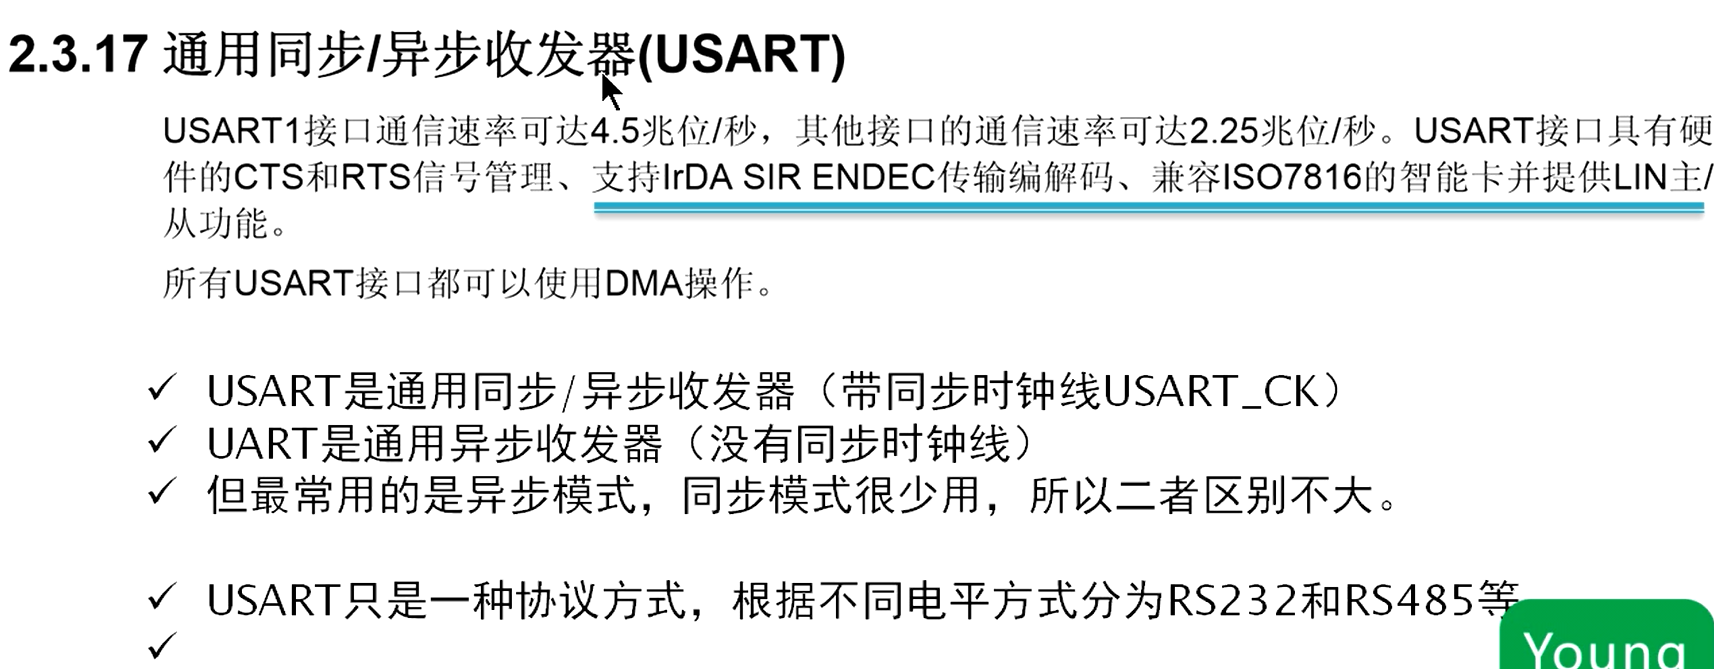 2.3.17 通用同步/异步收发器(USART)
USART1接口通信速率可达4.5兆位/秒，其他接口的通信速率可达2.25兆位/秒。USART接口具有硬
件的CTS和RTS信号管理、支持IrDA SIR ENDEC传输编解码、兼容ISO7816的智能卡并提供LIN主/
从功能。
所有USART接口都可以使用DMA操作。
✓ USART是通用同步/异步收发器（带同步时钟线USART_CK）
✓ UART是通用异步收发器（没有同步时钟线）
✓ 但最常用的是异步模式，同步模式很少用，所以二者区别不大。
✓ USART只是一种协议方式，根据不同电平方式分为RS232和RS485等
✓
Young